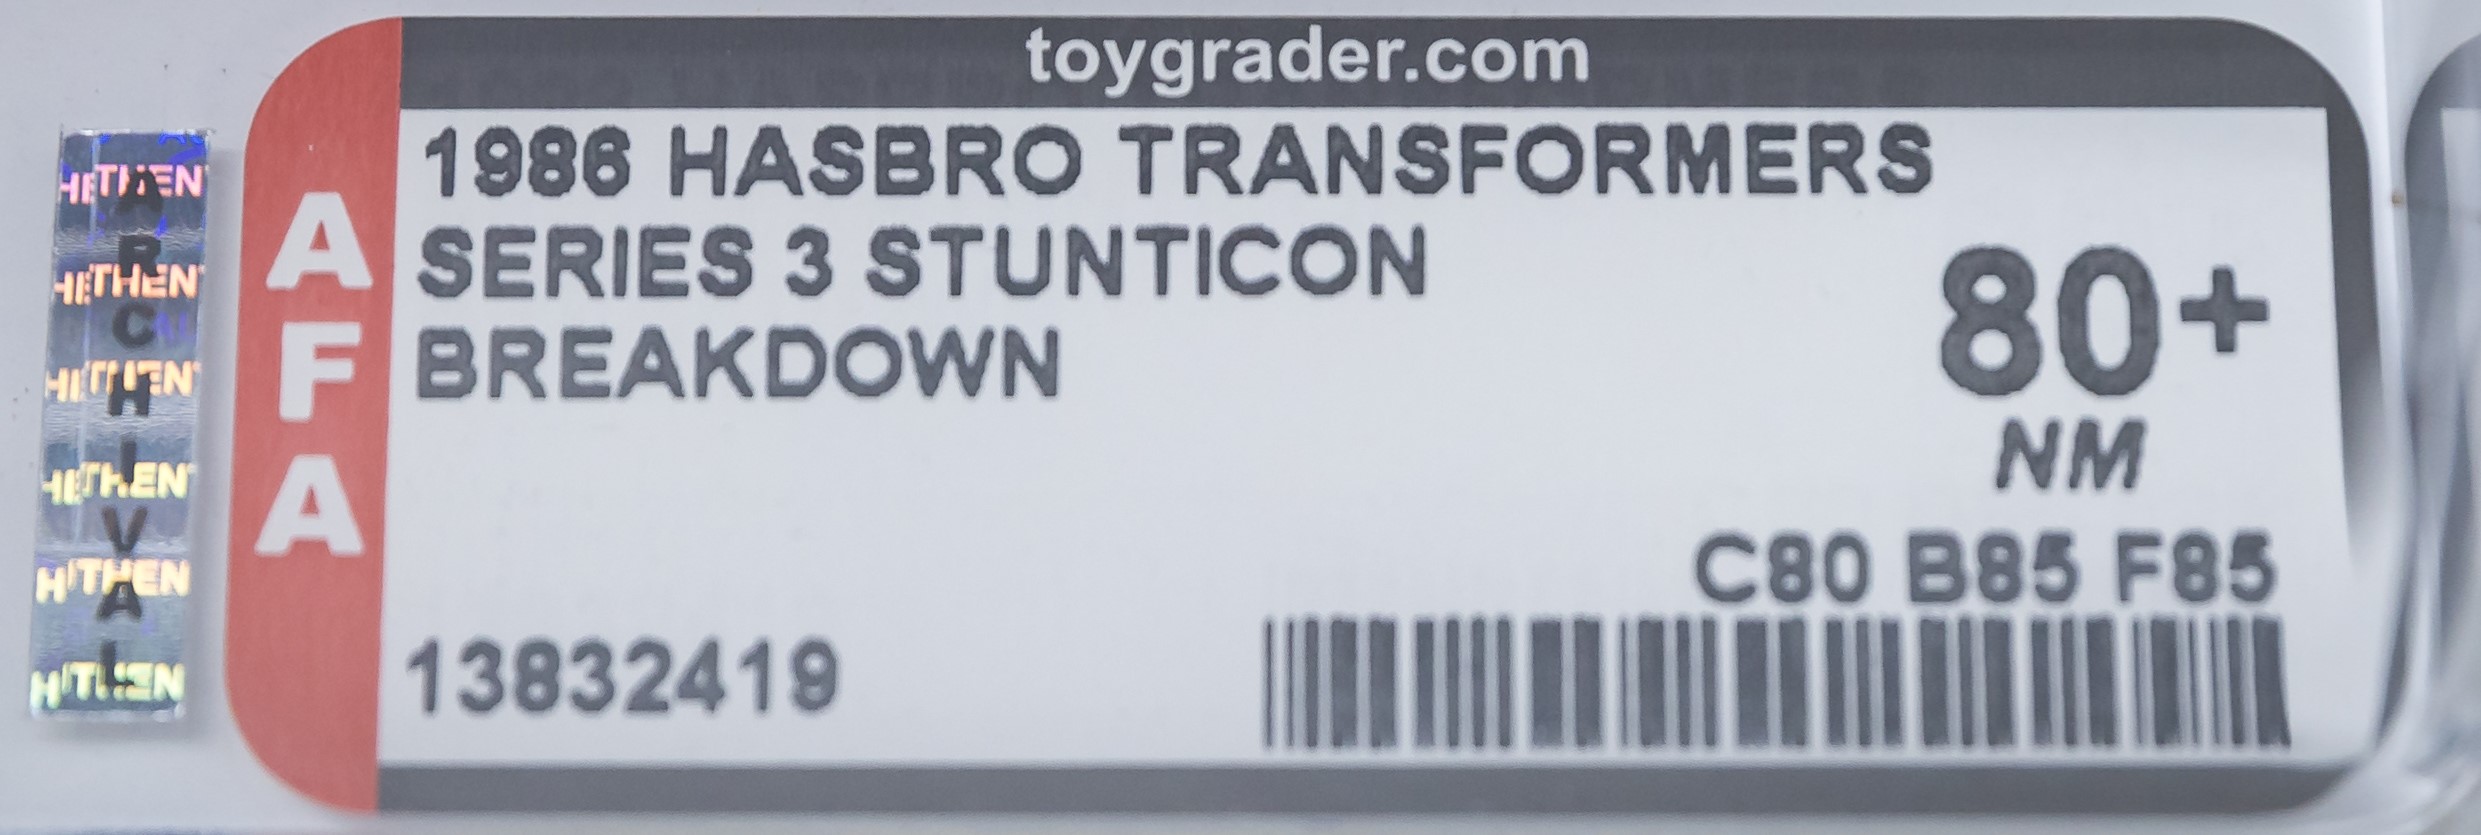 toygrader.com
AFA
1986 HASBRO TRANSFORMERS
SERIES 3 STUNTICON
BREAKDOWN
80+
NM
C80 B85 F85
13832419
ARCHIVAL